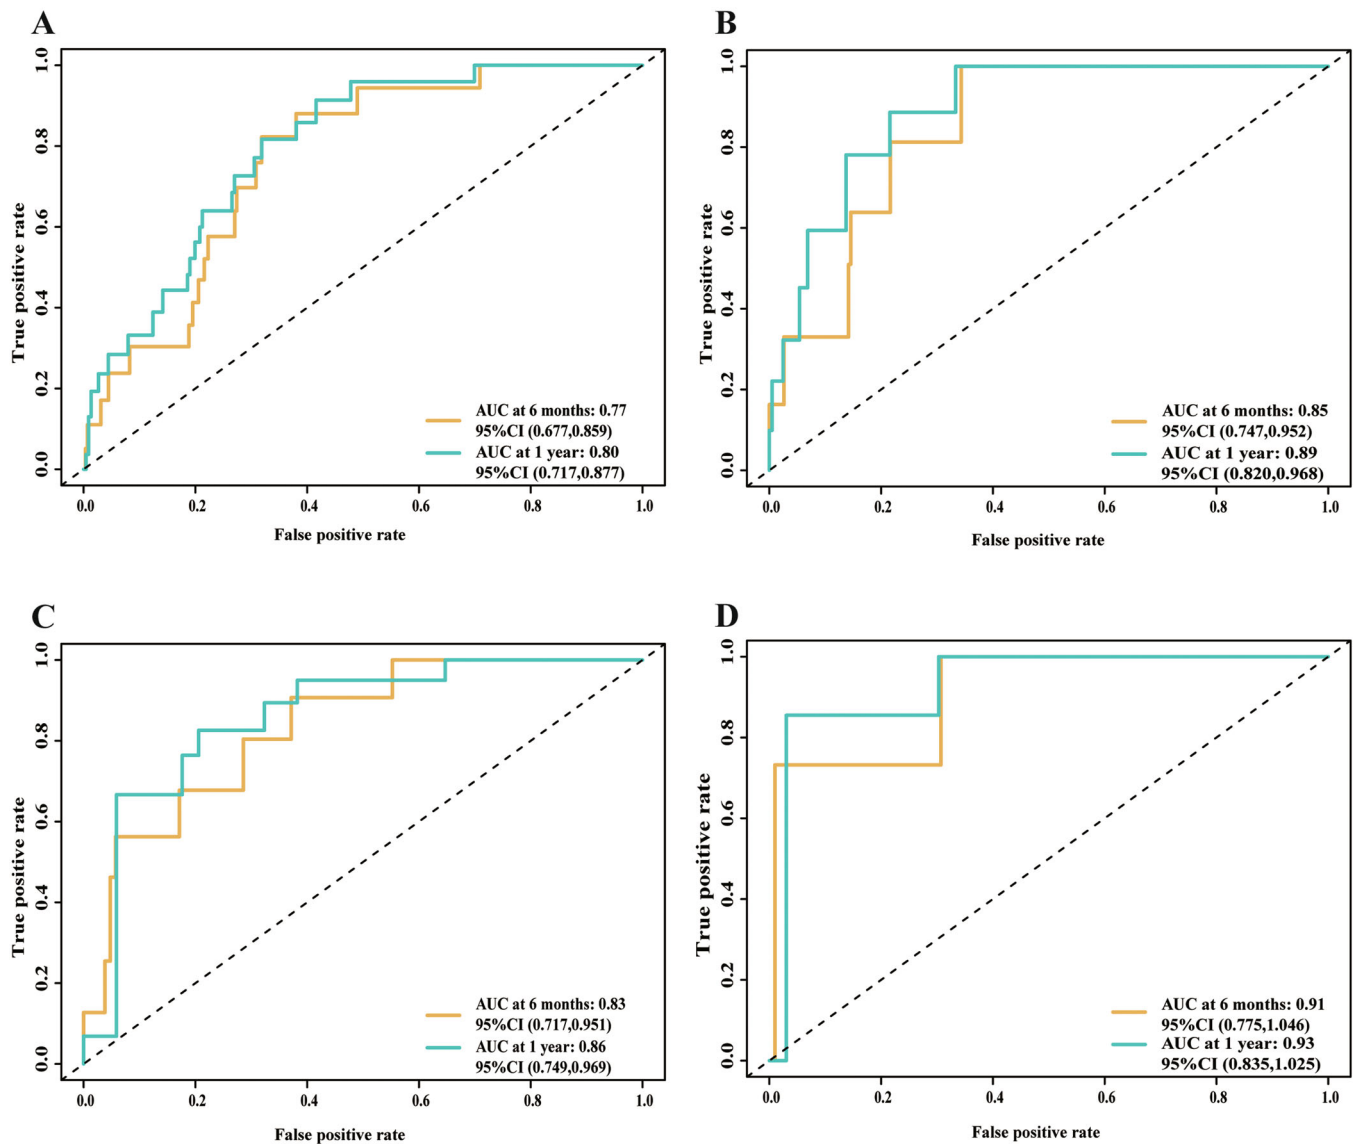 A
True positive rate
1.0
0.8
0.6
0.4
0.2
0.0
AUC at 6 months: 0.77
95%CI (0.677,0.859)
AUC at 1 year: 0.80
95%CI (0.717,0.877)
0.0 0.2 0.4 0.6 0.8 1.0
False positive rate
B
True positive rate
1.0
0.8
0.6
0.4
0.2
0.0
AUC at 6 months: 0.85
95%CI (0.747,0.952)
AUC at 1 year: 0.89
95%CI (0.820,0.968)
0.0 0.2 0.4 0.6 0.8 1.0
False positive rate
C
True positive rate
1.0
0.8
0.6
0.4
0.2
0.0
AUC at 6 months: 0.83
95%CI (0.717,0.951)
AUC at 1 year: 0.86
95%CI (0.749,0.969)
0.0 0.2 0.4 0.6 0.8 1.0
False positive rate
D
True positive rate
1.0
0.8
0.6
0.4
0.2
0.0
AUC at 6 months: 0.91
95%CI (0.775,1.046)
AUC at 1 year: 0.93
95%CI (0.835,1.025)
0.0 0.2 0.4 0.6 0.8 1.0
False positive rate